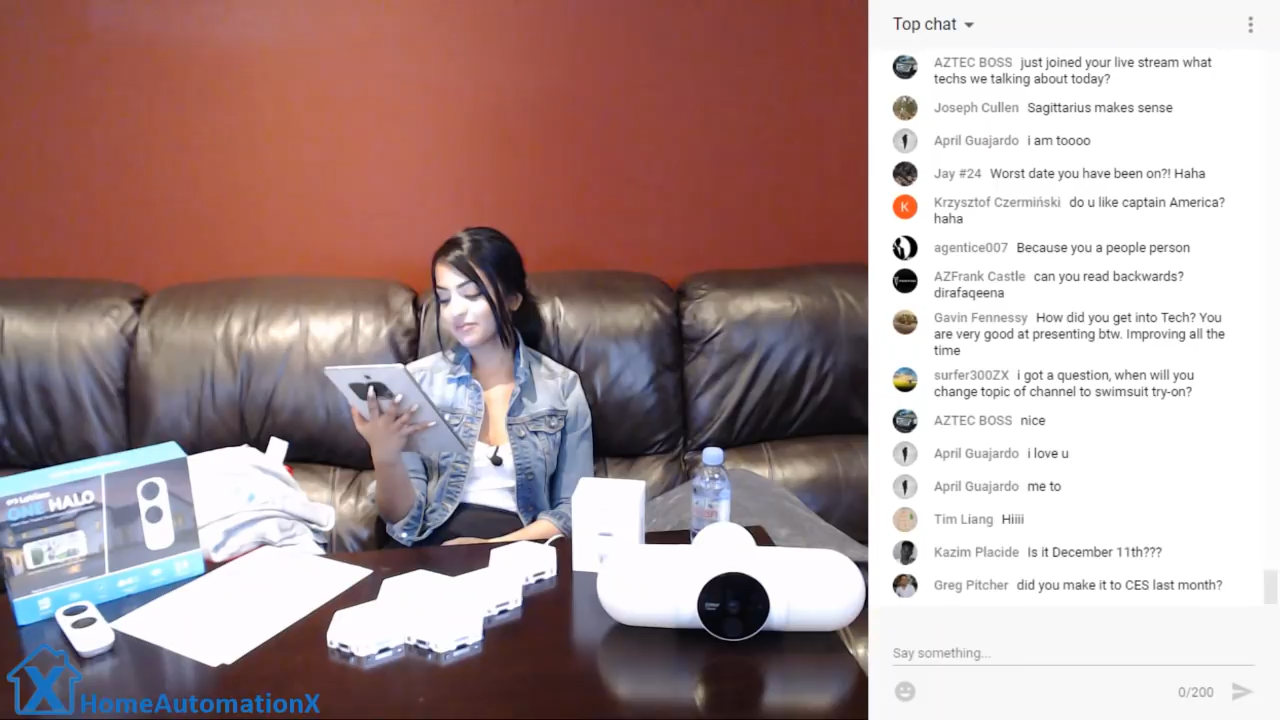 Top chat
AZTEC BOSS just joined your live stream what
techs we talking about today?
Joseph Cullen Sagittarius makes sense
April Guajardo i am toooo
Jay #24 Worst date you have been on?! Haha
K
Krzysztof Czermiński do u like captain America?
haha
agentice007 Because you a people person
AZFrank Castle can you read backwards?
dirafaqeena
Gavin Fennessy How did you get into Tech? You
are very good at presenting btw. Improving all the
time
surfer300ZX i got a question, when will you
change topic of channel to swimsuit try-on?
AZTEC BOSS nice
April Guajardo i love u
April Guajardo me to
Tim Liang Hiiii
Kazim Placide Is it December 11th???
Greg Pitcher did you make it to CES last month?
Say something...
0/200
ONE HALO
X
HomeAutomationX